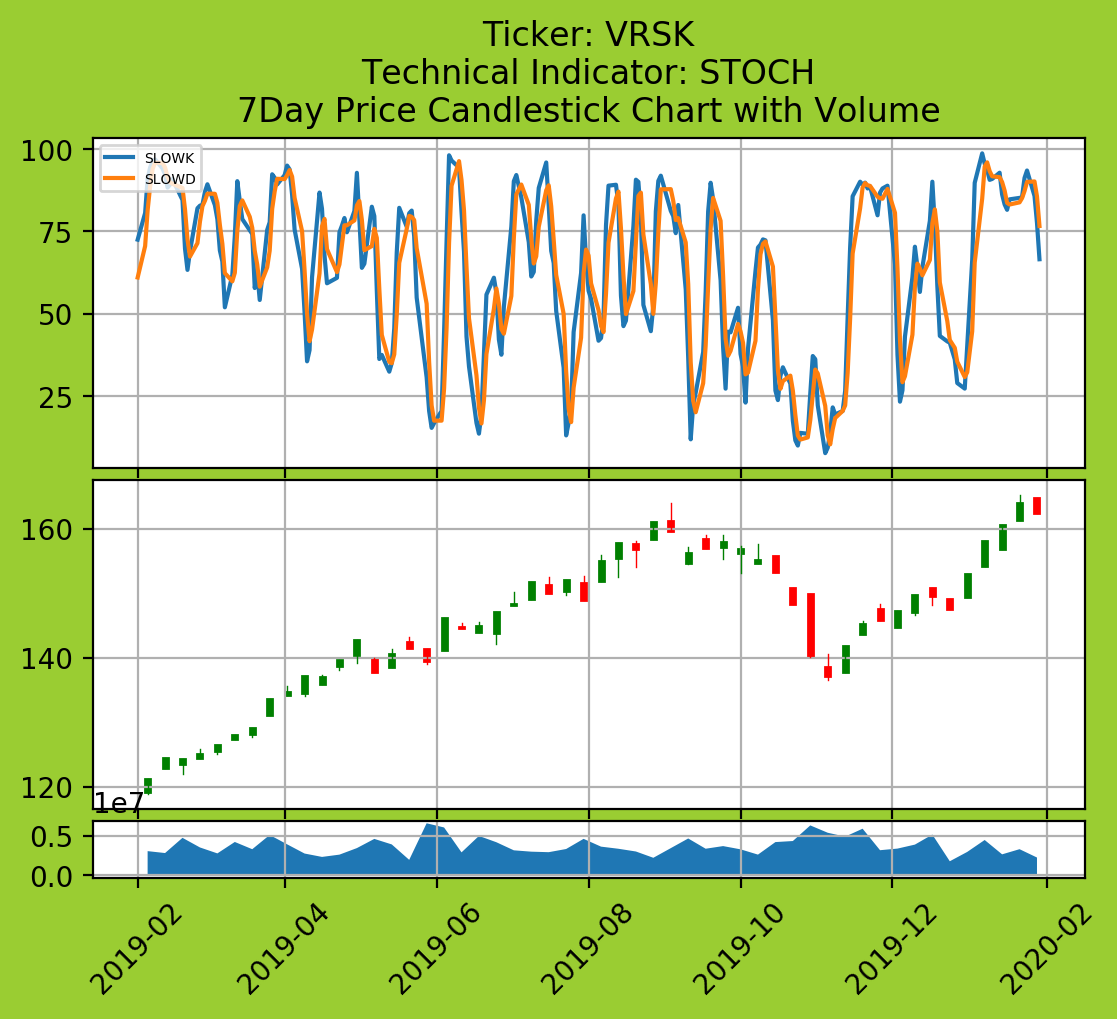 Ticker: VRSK
Technical Indicator: STOCH
7Day Price Candlestick Chart with Volume
100
SLOWK
SLOWD
75
50
25
160
140
120
1e7
0.5
0.0
2019-02 2019-04 2019-06 2019-08 2019-10 2019-12 2020-02